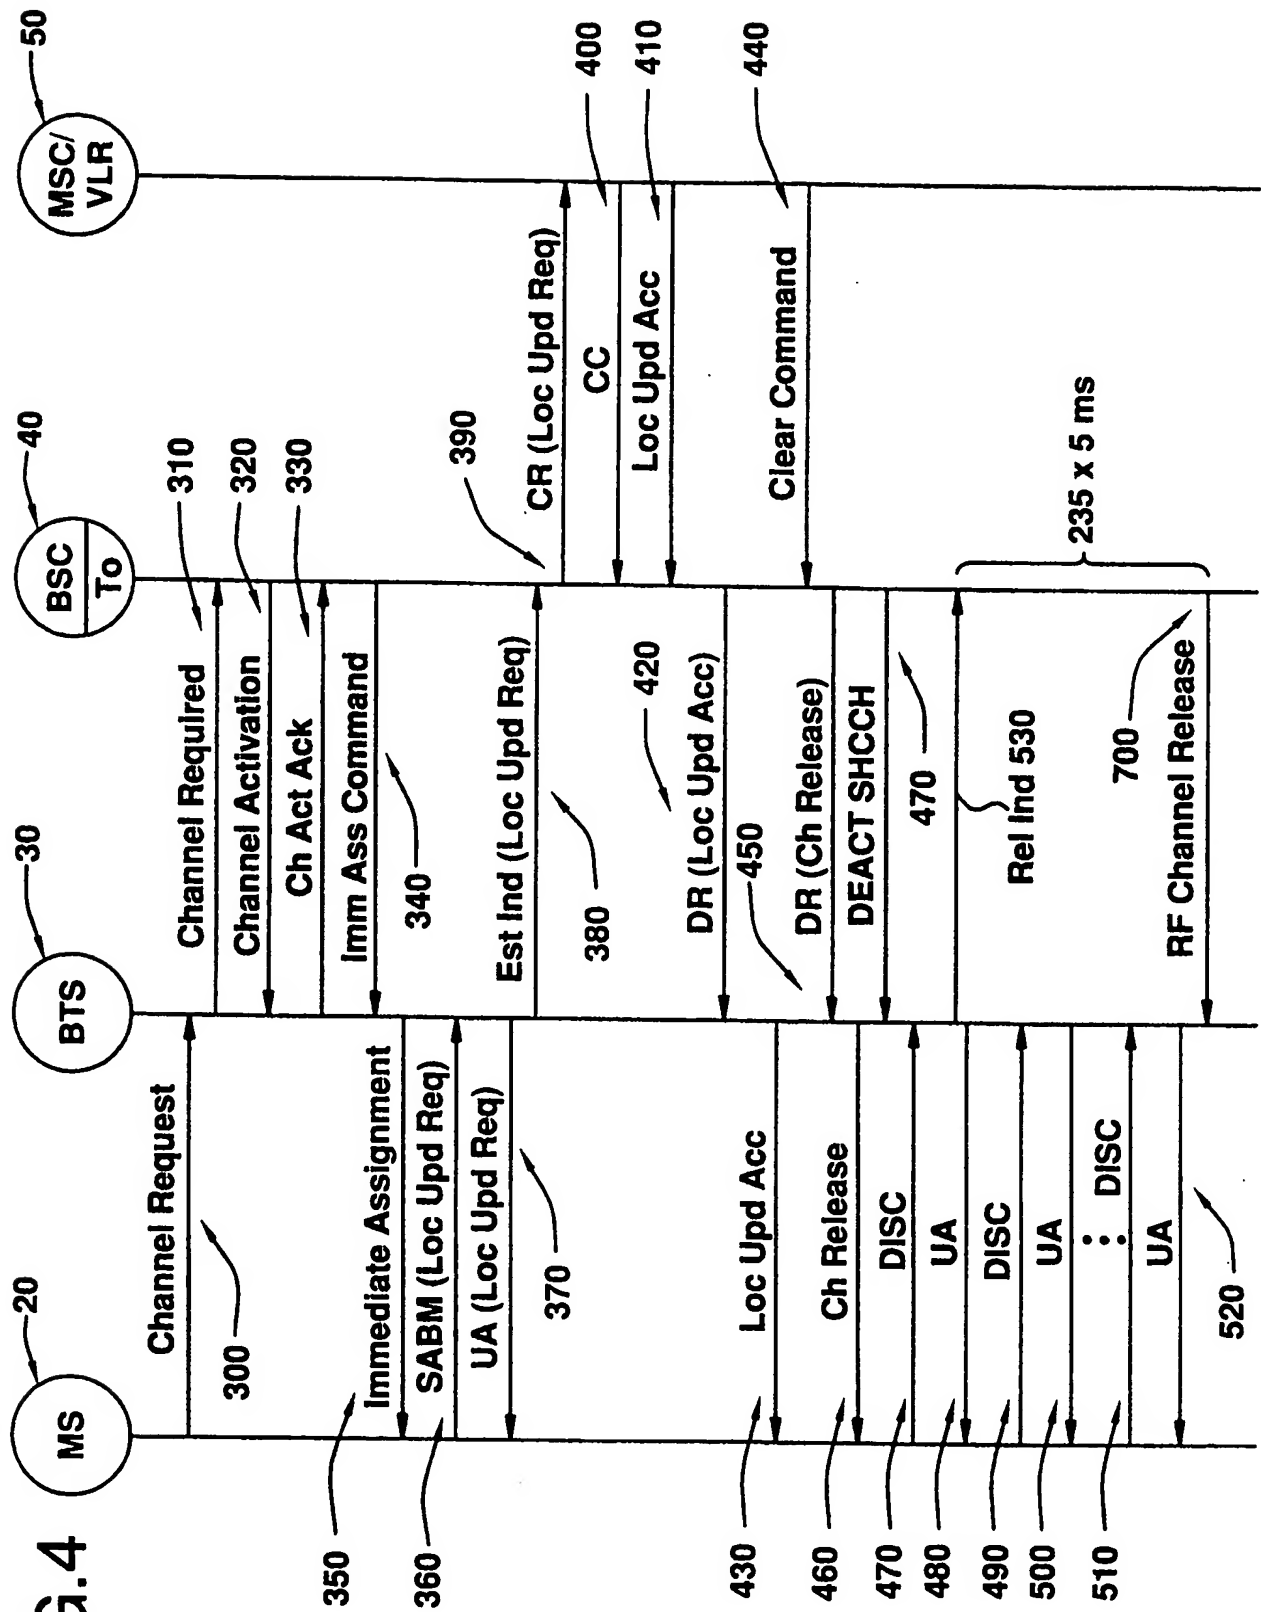 G.4
MS
20
BTS
30
BSC
To
40
MSC/
VLR
50
Channel Request
300
Channel Required
310
Channel Activation
320
Ch Act Ack
330
Imm Ass Command
340
Immediate Assignment
350
SABM (Loc Upd Req)
360
UA (Loc Upd Req)
370
Est Ind (Loc Upd Req)
380
CR (Loc Upd Req)
390
CC
400
Loc Upd Acc
410
DR (Loc Upd Acc)
420
Loc Upd Acc
430
Clear Command
440
DR (Ch Release)
450
Ch Release
460
DEACT SHCCH
470
DISC
470
Rel Ind 530
UA
480
DISC
490
UA
500
DISC
510
UA
520
235 x 5 ms
RF Channel Release
700